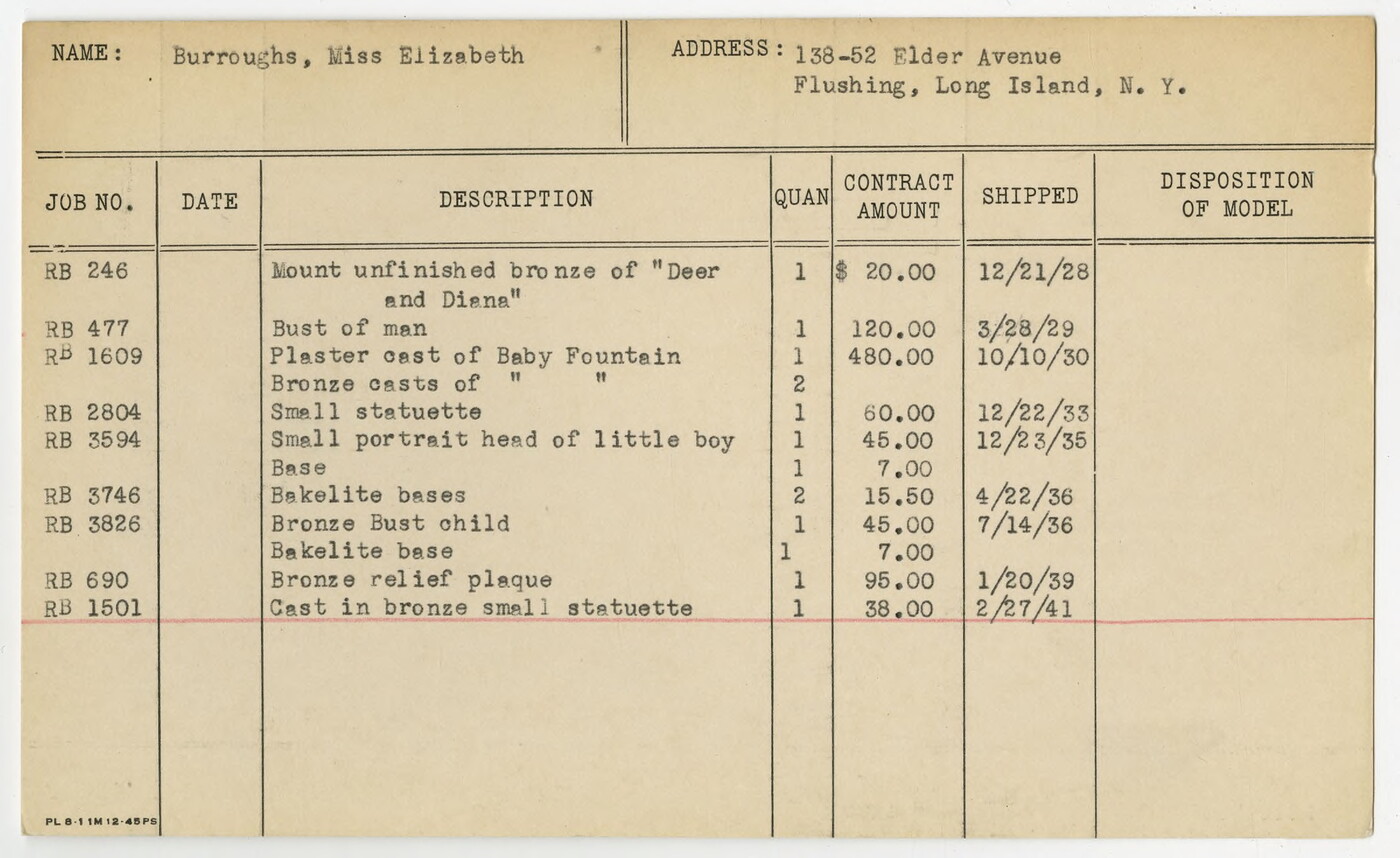 NAME: Burroughs, Miss Elizabeth ADDRESS: 138-52 Elder Avenue
Flushing, Long Island, N. Y.
JOB NO. DATE DESCRIPTION QUAN CONTRACT AMOUNT SHIPPED DISPOSITION OF MODEL
RB 246 Mount unfinished bronze of "Deer 1 $ 20.00 12/21/28
and Diana"
RB 477 Bust of man 1 120.00 3/28/29
RB 1609 Plaster cast of Baby Fountain 1 480.00 10/10/30
Bronze casts of " " 2
RB 2804 Small statuette 1 60.00 12/22/33
RB 3594 Small portrait head of little boy 1 45.00 12/23/35
Base 1 7.00
RB 3746 Bakelite bases 2 15.50 4/22/36
RB 3826 Bronze Bust child 1 45.00 7/14/36
Bakelite base 1 7.00
RB 690 Bronze relief plaque 1 95.00 1/20/39
RB 1501 Cast in bronze small statuette 1 38.00 2/27/41
PL 8-1 1M 12-45 PS